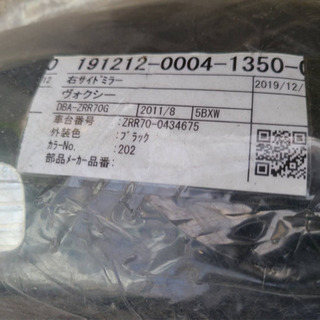 191212-0004-1350-0
12 右サイドミラー 2019/12/
ヴォクシー
DBA-ZRR70G 2011/8 5BXW
車台番号 :ZRR70-0434675
外装色 :ブラック
カラーNo. :202
部品メーカー品番: